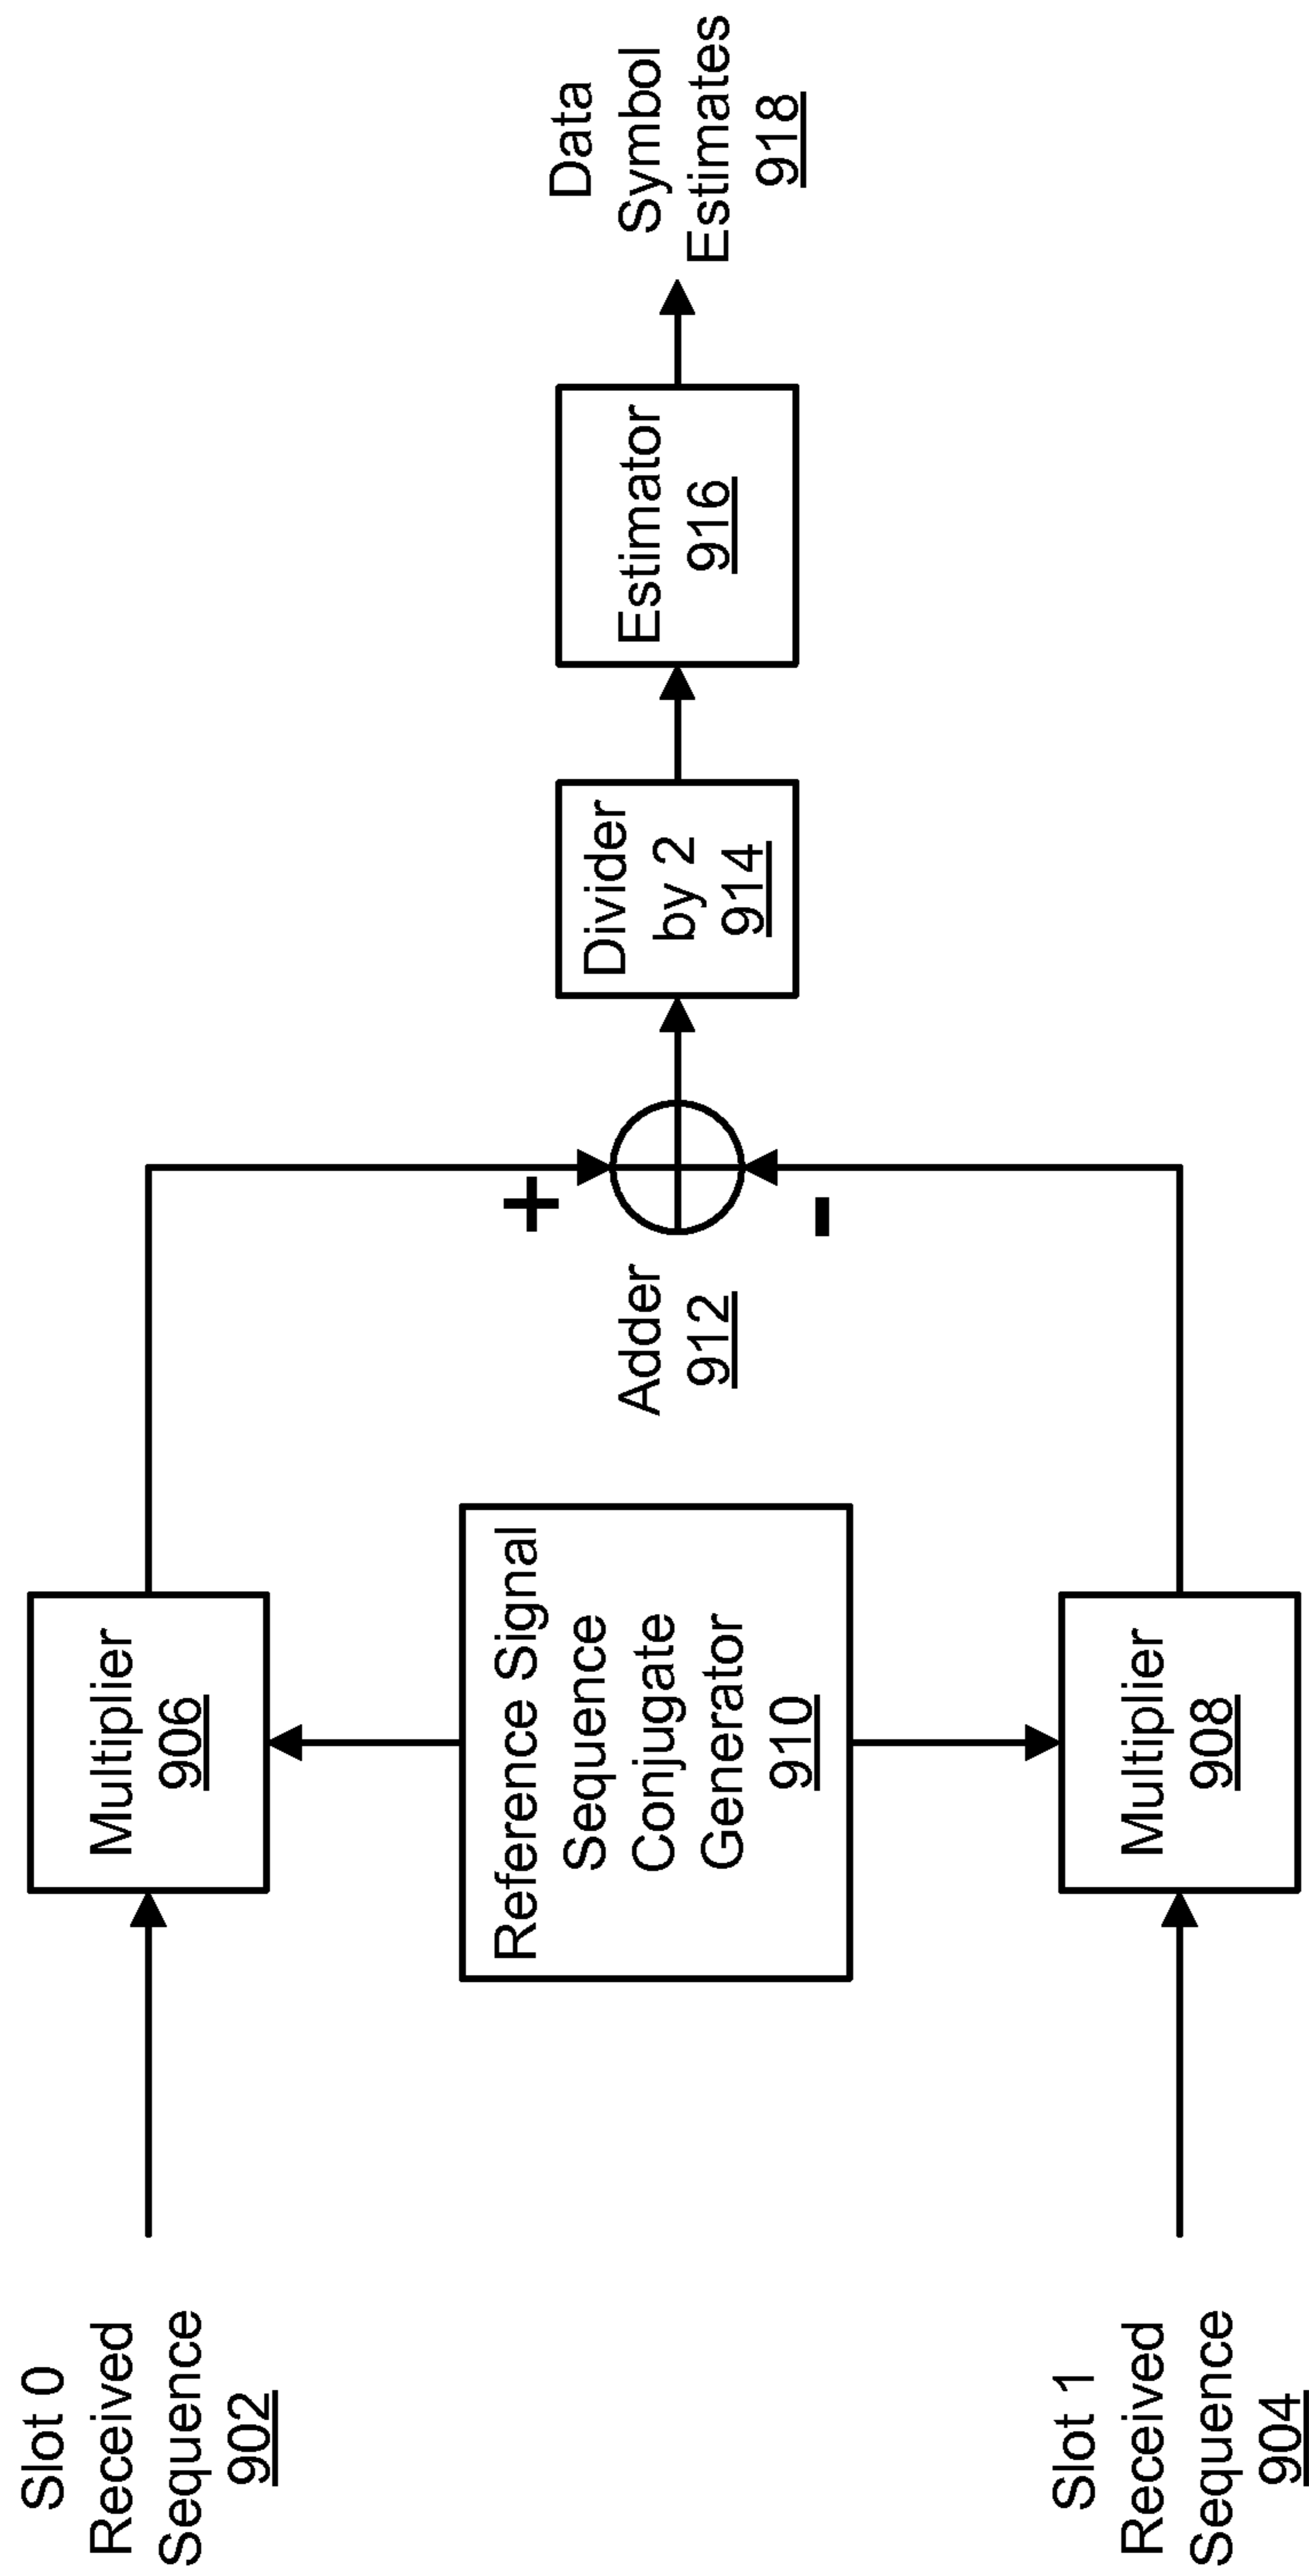 Slot 0
Received
Sequence
902
Multiplier
906
Reference Signal
Sequence
Conjugate
Generator
910
Slot 1
Received
Sequence
904
Multiplier
908
+
-
Adder
912
Divider
by 2
914
Estimator
916
Data
Symbol
Estimates
918